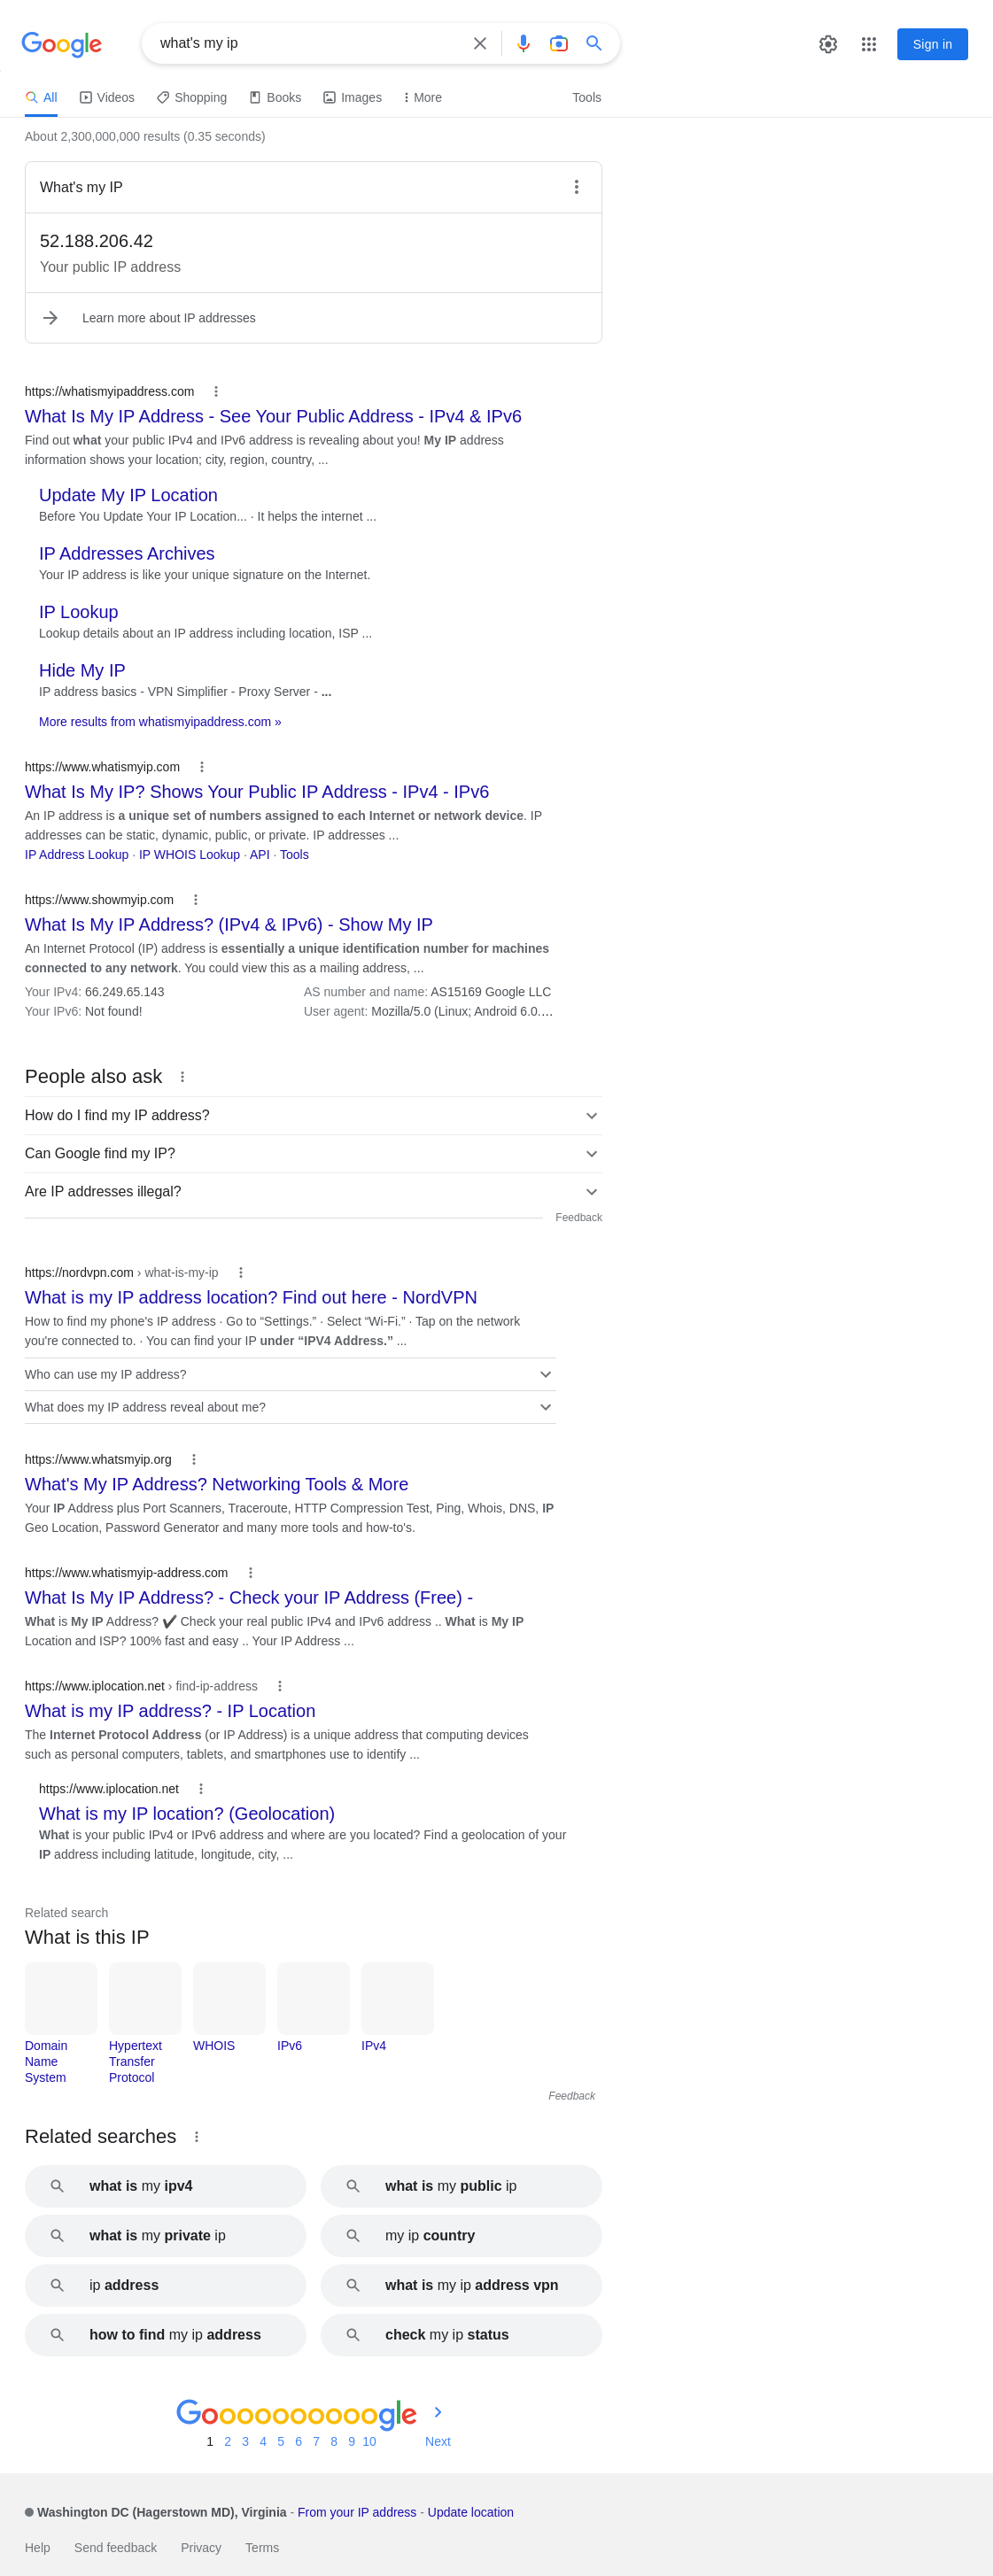 Google
what's my ip
Sign in
All
Videos
Shopping
Books
Images
More
Tools
About 2,300,000,000 results (0.35 seconds)
What's my IP
52.188.206.42
Your public IP address
Learn more about IP addresses
https://whatismyipaddress.com
What Is My IP Address - See Your Public Address - IPv4 & IPv6
Find out what your public IPv4 and IPv6 address is revealing about you! My IP address
information shows your location; city, region, country, ...
Update My IP Location
Before You Update Your IP Location... · It helps the internet ...
IP Addresses Archives
Your IP address is like your unique signature on the Internet.
IP Lookup
Lookup details about an IP address including location, ISP ...
Hide My IP
IP address basics - VPN Simplifier - Proxy Server - ...
More results from whatismyipaddress.com »
https://www.whatismyip.com
What Is My IP? Shows Your Public IP Address - IPv4 - IPv6
An IP address is a unique set of numbers assigned to each Internet or network device. IP
addresses can be static, dynamic, public, or private. IP addresses ...
IP Address Lookup · IP WHOIS Lookup · API · Tools
https://www.showmyip.com
What Is My IP Address? (IPv4 & IPv6) - Show My IP
An Internet Protocol (IP) address is essentially a unique identification number for machines
connected to any network. You could view this as a mailing address, ...
Your IPv4: 66.249.65.143
AS number and name: AS15169 Google LLC
Your IPv6: Not found!
User agent: Mozilla/5.0 (Linux; Android 6.0....
People also ask
How do I find my IP address?
Can Google find my IP?
Are IP addresses illegal?
Feedback
https://nordvpn.com › what-is-my-ip
What is my IP address location? Find out here - NordVPN
How to find my phone's IP address · Go to “Settings.” · Select “Wi-Fi.” · Tap on the network
you're connected to. · You can find your IP under “IPV4 Address.” ...
Who can use my IP address?
What does my IP address reveal about me?
https://www.whatsmyip.org
What's My IP Address? Networking Tools & More
Your IP Address plus Port Scanners, Traceroute, HTTP Compression Test, Ping, Whois, DNS, IP
Geo Location, Password Generator and many more tools and how-to's.
https://www.whatismyip-address.com
What Is My IP Address? - Check your IP Address (Free) -
What is My IP Address? ✔️ Check your real public IPv4 and IPv6 address .. What is My IP
Location and ISP? 100% fast and easy .. Your IP Address ...
https://www.iplocation.net › find-ip-address
What is my IP address? - IP Location
The Internet Protocol Address (or IP Address) is a unique address that computing devices
such as personal computers, tablets, and smartphones use to identify ...
https://www.iplocation.net
What is my IP location? (Geolocation)
What is your public IPv4 or IPv6 address and where are you located? Find a geolocation of your
IP address including latitude, longitude, city, ...
Related search
What is this IP
Domain
Name
System
Hypertext
Transfer
Protocol
WHOIS
IPv6
IPv4
Feedback
Related searches
what is my ipv4
what is my public ip
what is my private ip
my ip country
ip address
what is my ip address vpn
how to find my ip address
check my ip status
Goooooooooogle
1 2 3 4 5 6 7 8 9 10 Next
Washington DC (Hagerstown MD), Virginia - From your IP address - Update location
Help Send feedback Privacy Terms